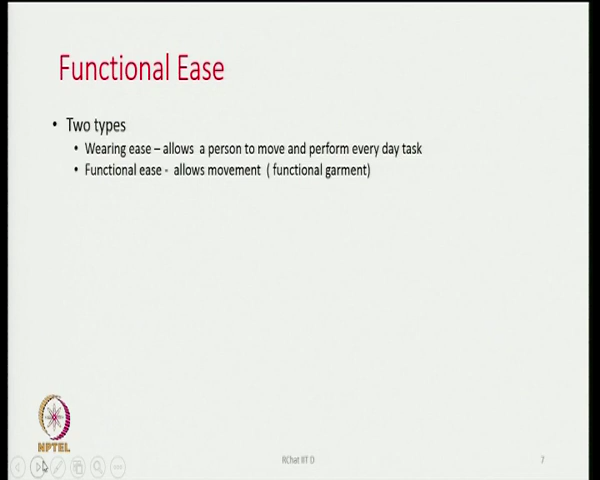 Functional Ease
• Two types
• Wearing ease – allows a person to move and perform every day task
• Functional ease - allows movement ( functional garment)
NPTEL
RChat IIT D
7